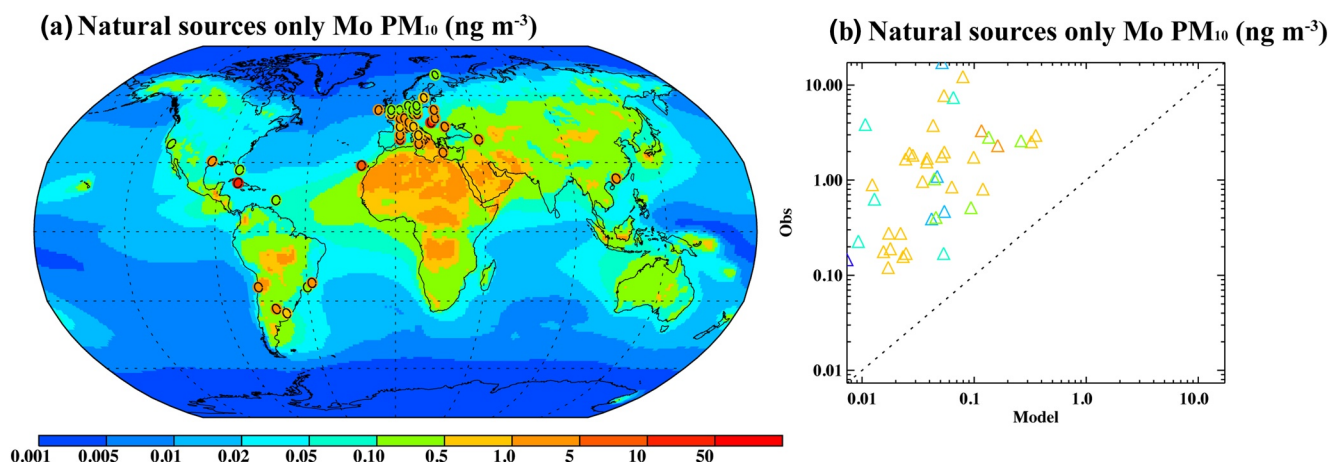 (a) Natural sources only Mo PM₁₀ (ng m⁻³)
0.001 0.005 0.01 0.02 0.05 0.10 0.5 1.0 5 10 50
(b) Natural sources only Mo PM₁₀ (ng m⁻³)
10.00
1.00
Obs
0.10
0.01
0.01 0.1 1.0 10.0
Model